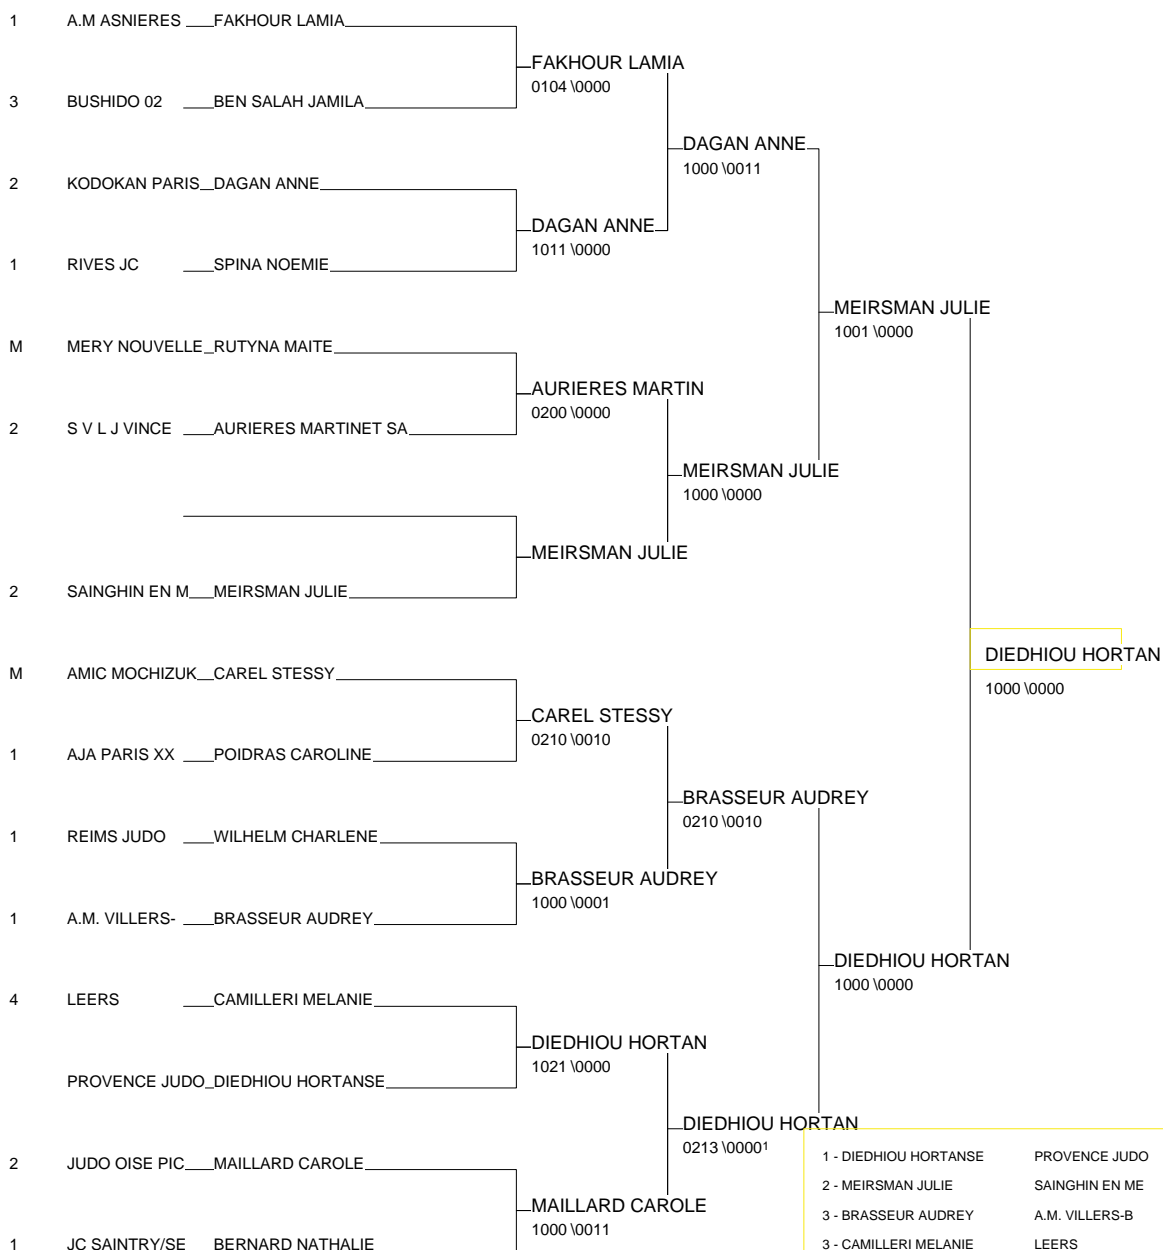 1 A.M ASNIERES FAKHOUR LAMIA
FAKHOUR LAMIA
0104 \0000
3 BUSHIDO 02 BEN SALAH JAMILA
DAGAN ANNE
1000 \0011
2 KODOKAN PARIS DAGAN ANNE
DAGAN ANNE
1011 \0000
1 RIVES JC SPINA NOEMIE
MEIRSMAN JULIE
1001 \0000
M MERY NOUVELLE RUTYNA MAITE
AURIERES MARTIN
0200 \0000
2 S V L J VINCE AURIERES MARTINET SA
MEIRSMAN JULIE
1000 \0000
MEIRSMAN JULIE
2 SAINGHIN EN M MEIRSMAN JULIE
DIEDHIOU HORTAN
1000 \0000
M AMIC MOCHIZUK CAREL STESSY
CAREL STESSY
0210 \0010
1 AJA PARIS XX POIDRAS CAROLINE
BRASSEUR AUDREY
0210 \0010
1 REIMS JUDO WILHELM CHARLENE
BRASSEUR AUDREY
1000 \0001
1 A.M. VILLERS- BRASSEUR AUDREY
DIEDHIOU HORTAN
1000 \0000
4 LEERS CAMILLERI MELANIE
DIEDHIOU HORTAN
1021 \0000
PROVENCE JUDO DIEDHIOU HORTANSE
DIEDHIOU HORTAN
0213 \00001
2 JUDO OISE PIC MAILLARD CAROLE
MAILLARD CAROLE
1000 \0011
1 JC SAINTRY/SE BERNARD NATHALIE
1 - DIEDHIOU HORTANSE PROVENCE JUDO
2 - MEIRSMAN JULIE SAINGHIN EN ME
3 - BRASSEUR AUDREY A.M. VILLERS-B
3 - CAMILLERI MELANIE LEERS